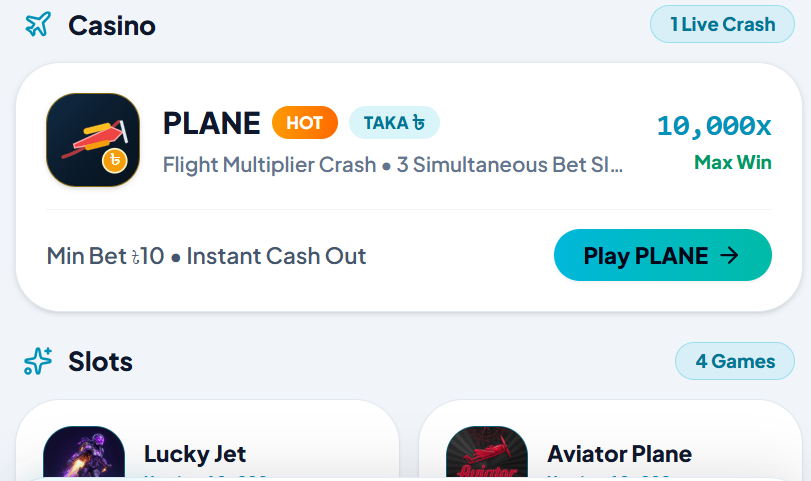 Casino
1 Live Crash
PLANE
HOT
TAKA ৳
10,000x
Flight Multiplier Crash • 3 Simultaneous Bet Sl...
Max Win
৳
Min Bet ৳10 • Instant Cash Out
Play PLANE →
Slots
4 Games
Lucky Jet
Aviator Plane
Aviator